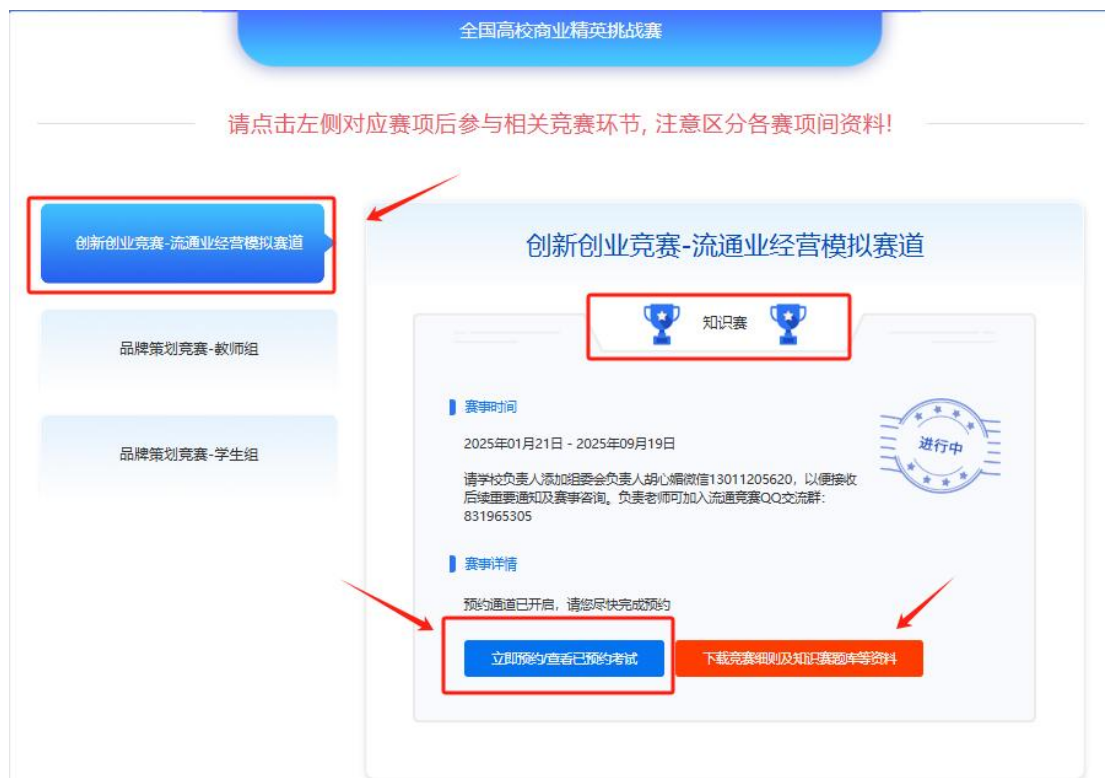 全国高校商业精英挑战赛
请点击左侧对应赛项后参与相关竞赛环节, 注意区分各赛项间资料!
创新创业竞赛-流通业经营模拟赛道
品牌策划竞赛-教师组
品牌策划竞赛-学生组
创新创业竞赛-流通业经营模拟赛道
知识赛
赛事时间
2025年01月21日 - 2025年09月19日
进行中
请学校负责人添加组委会负责人胡心媚微信13011205620，以便接收
后续重要通知及赛事咨询。负责老师可加入流通竞赛QQ交流群：
831965305
赛事详情
预约通道已开启，请您尽快完成预约
立即预约/查看已预约考试
下载竞赛细则及知识赛题库等资料